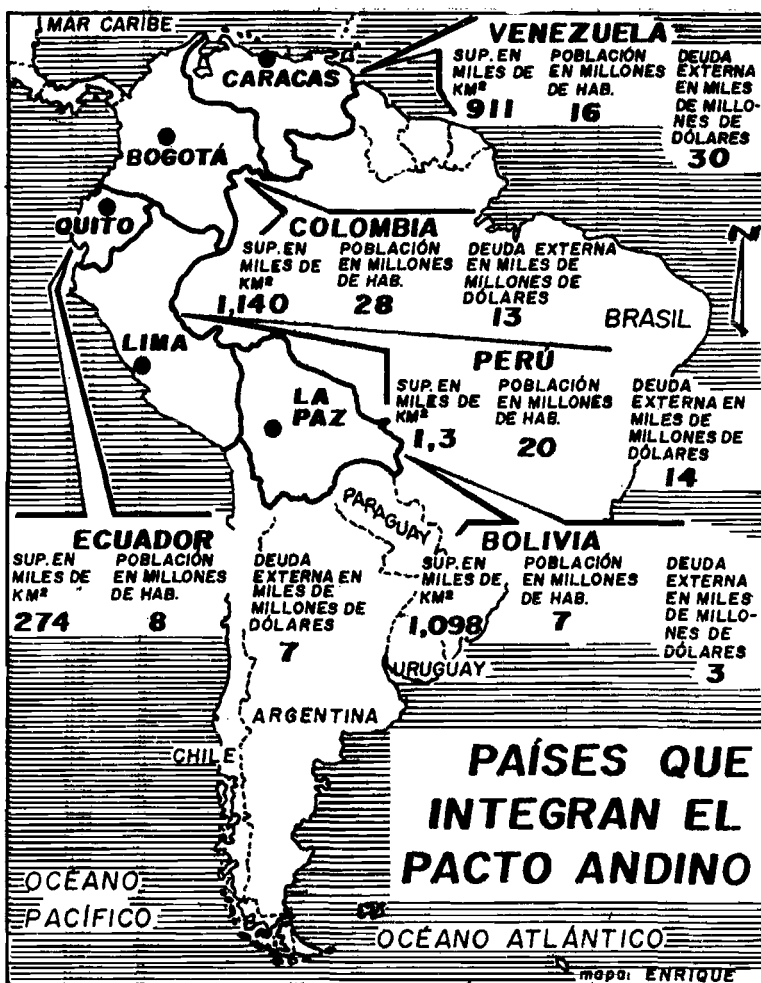 MAR CARIBE
VENEZUELA
SUP. EN
MILES DE
KM²
911
POBLACIÓN
EN MILLONES
DE HAB.
16
DEUDA
EXTERNA
EN MILES
DE MILLO-
NES DE
DÓLARES
30
CARACAS
BOGOTÁ
QUITO
COLOMBIA
SUP. EN
MILES DE
KM²
1,140
POBLACIÓN
EN MILLONES
DE HAB.
28
DEUDA EXTERNA
EN MILES DE
MILLONES DE
DÓLARES
13
N
BRASIL
LIMA
PERÚ
SUP. EN
MILES DE
KM²
1,3
POBLACIÓN
EN MILLONES
DE HAB.
20
DEUDA
EXTERNA EN
MILES DE
MILLONES DE
DÓLARES
14
LA
PAZ
PARAGUAY
ECUADOR
SUP. EN
MILES DE
KM²
274
POBLACIÓN
EN MILLONES
DE HAB.
8
DEUDA
EXTERNA EN
MILES DE
MILLONES DE
DÓLARES
7
BOLIVIA
SUP. EN
MILES DE
KM²
1,098
POBLACIÓN
EN MILLONES
DE HAB.
7
DEUDA
EXTERNA
EN MILES
DE MILLO-
NES DE
DÓLARES
3
URUGUAY
ARGENTINA
CHILE
PAÍSES QUE
INTEGRAN EL
PACTO ANDINO
OCÉANO
PACÍFICO
OCÉANO ATLÁNTICO
mapa: ENRIQUE